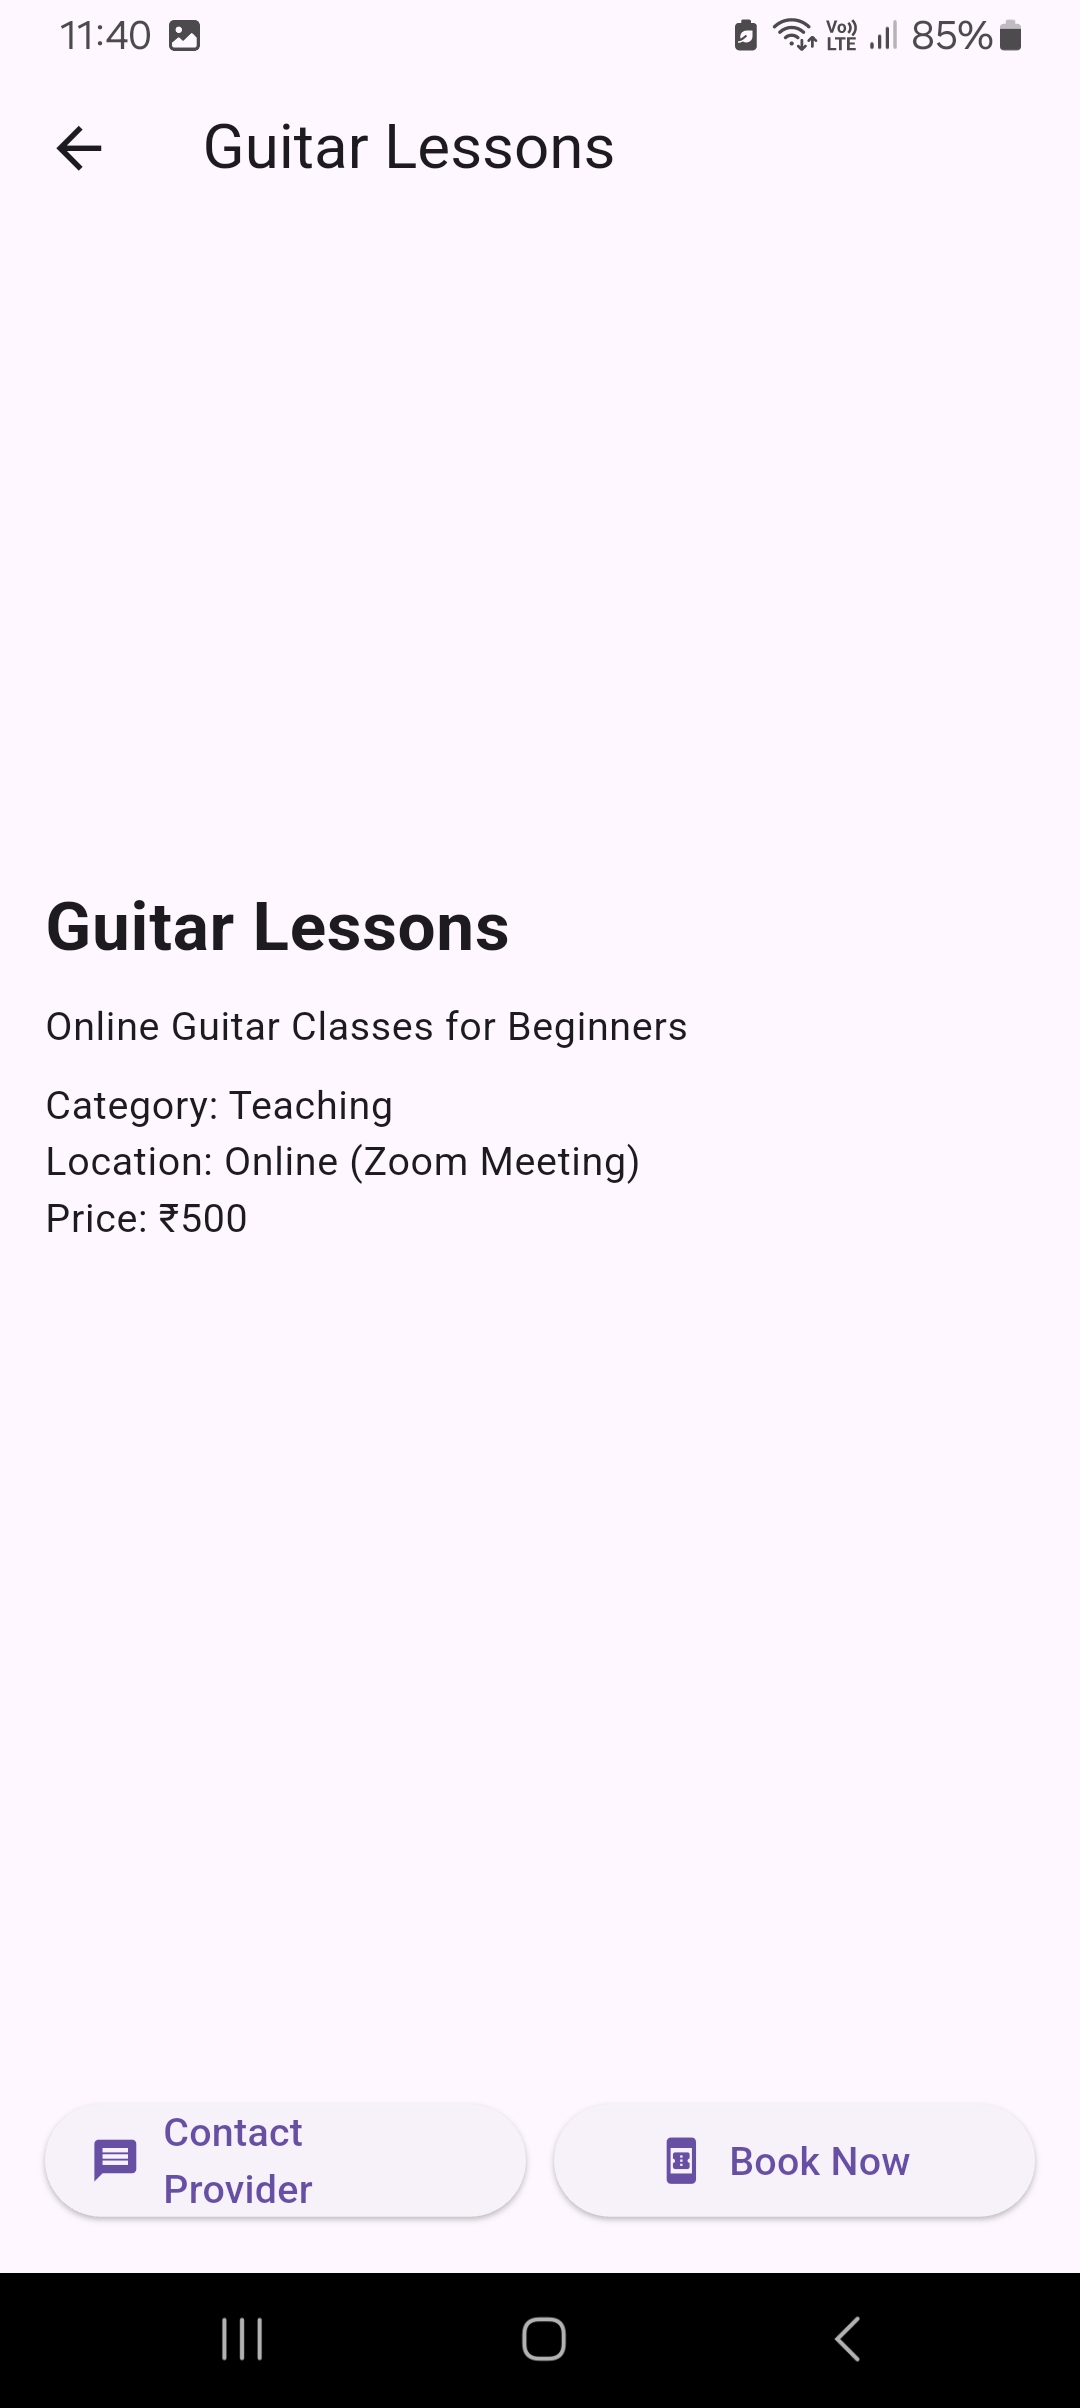 11:40
Vo))
LTE
85%
Guitar Lessons
Guitar Lessons
Online Guitar Classes for Beginners
Category: Teaching
Location: Online (Zoom Meeting)
Price: ₹500
Contact
Provider
Book Now